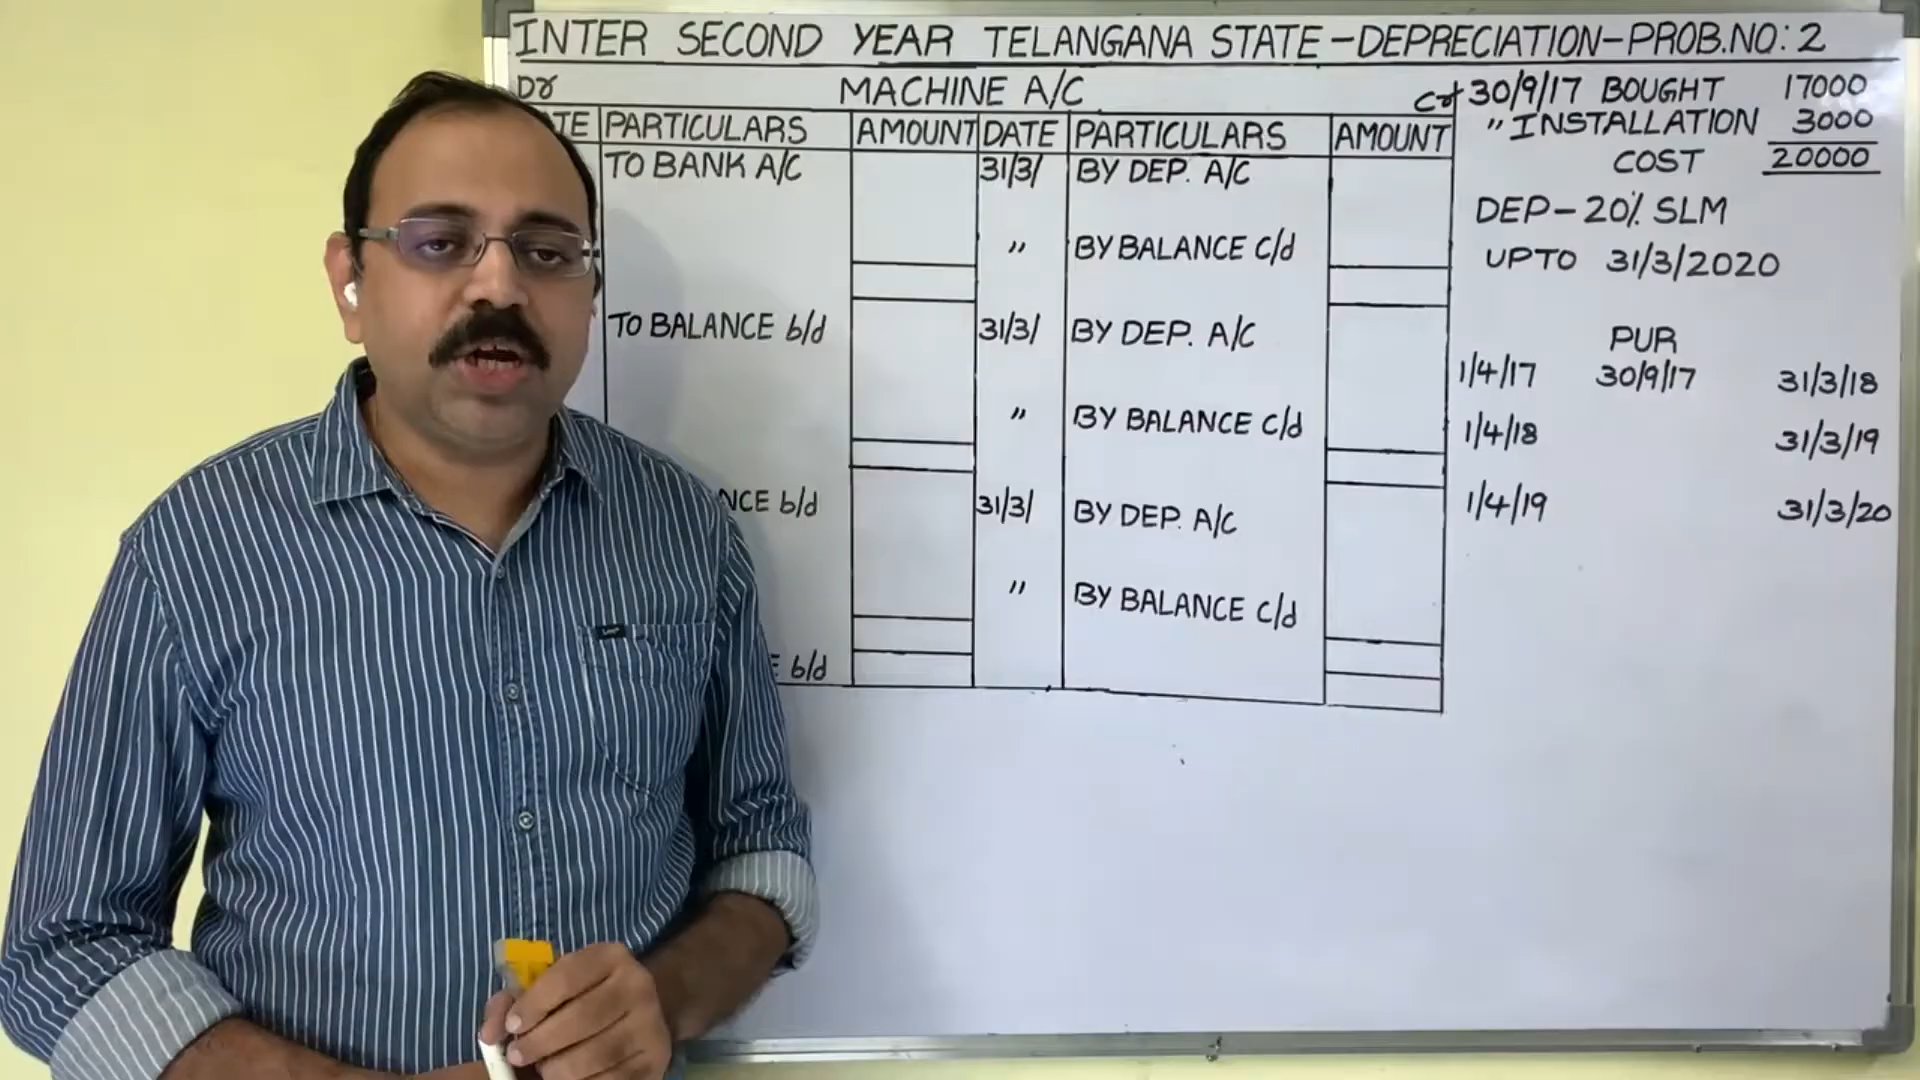 INTER SECOND YEAR TELANGANA STATE-DEPRECIATION-PROB.NO:2
Dr MACHINE A/C Cr
PARTICULARS AMOUNT DATE PARTICULARS AMOUNT
TO BANK A/C 31/3/ BY DEP. A/C
" BY BALANCE c/d
TO BALANCE b/d 31/3/ BY DEP. A/C
" BY BALANCE c/d
b/d 31/3/ BY DEP. A/C
" BY BALANCE c/d
b/d
30/9/17 BOUGHT 17000
" INSTALLATION 3000
COST 20000
DEP-20% SLM
UPTO 31/3/2020
PUR
1/4/17 30/9/17 31/3/18
1/4/18 31/3/19
1/4/19 31/3/20